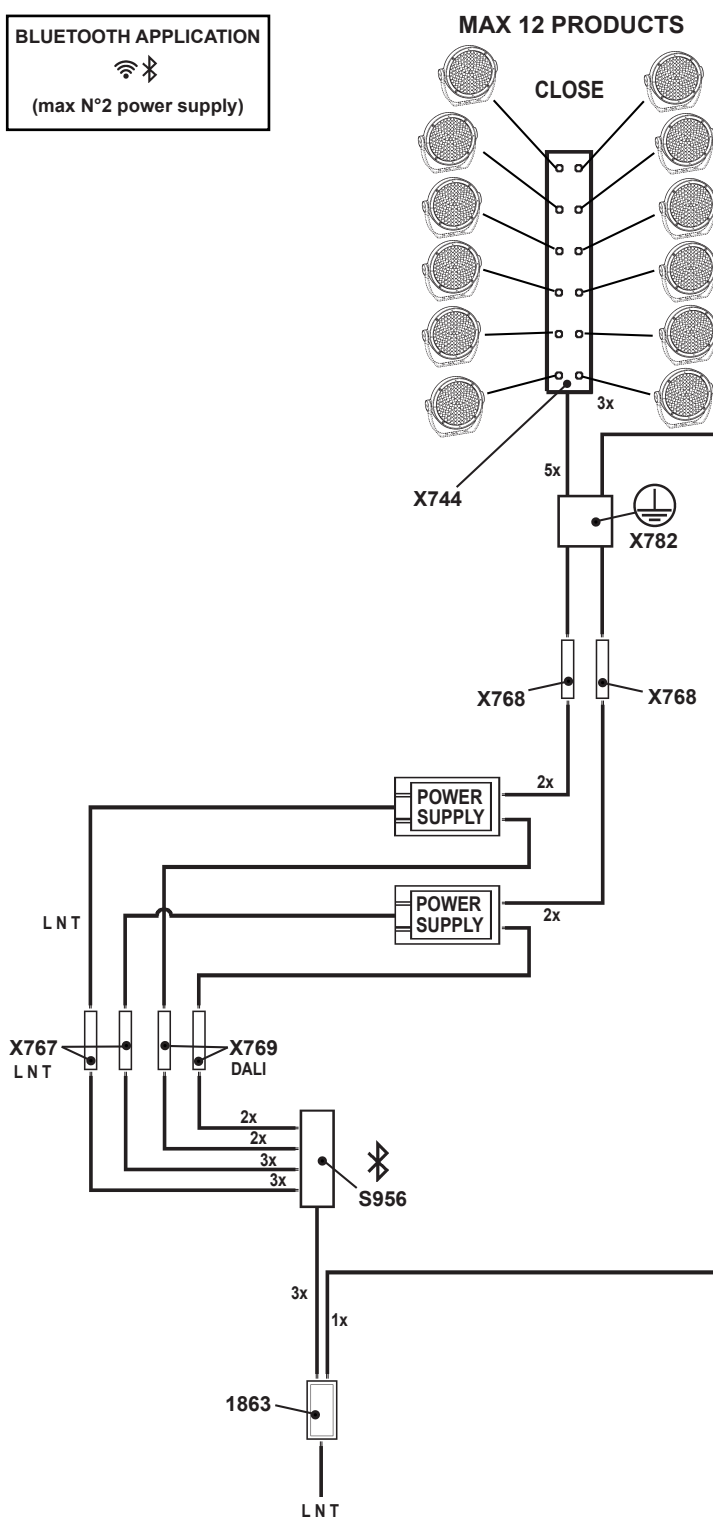 BLUETOOTH APPLICATION
(max N°2 power supply)
MAX 12 PRODUCTS
CLOSE
3x
5x
X744
X782
X768
X768
POWER
SUPPLY
2x
POWER
SUPPLY
2x
L N T
X767
L N T
X769
DALI
2x
2x
3x
3x
S956
3x
1x
1863
L N T